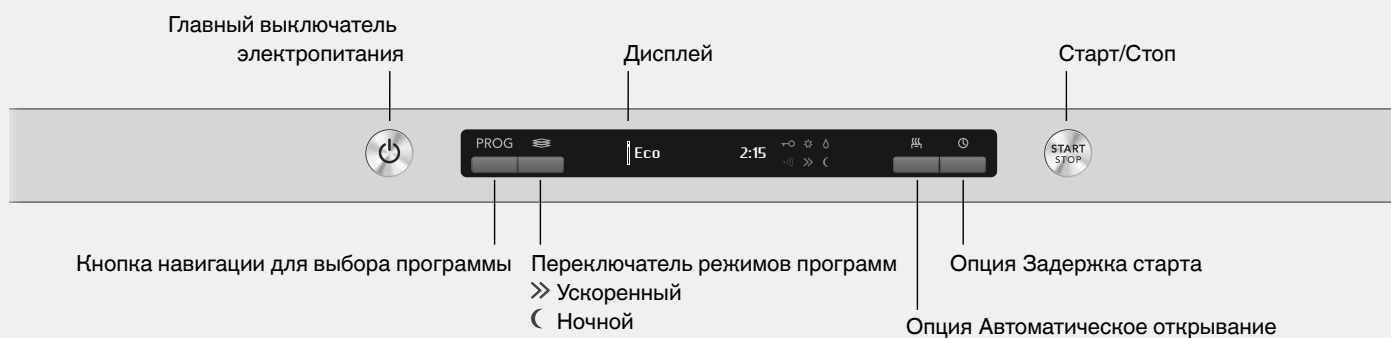 Главный выключатель
электропитания
Дисплей
Старт/Стоп
PROG
Eco
2:15
START
STOP
Кнопка навигации для выбора программы
Переключатель режимов программ
Ускоренный
Ночной
Опция Задержка старта
Опция Автоматическое открывание